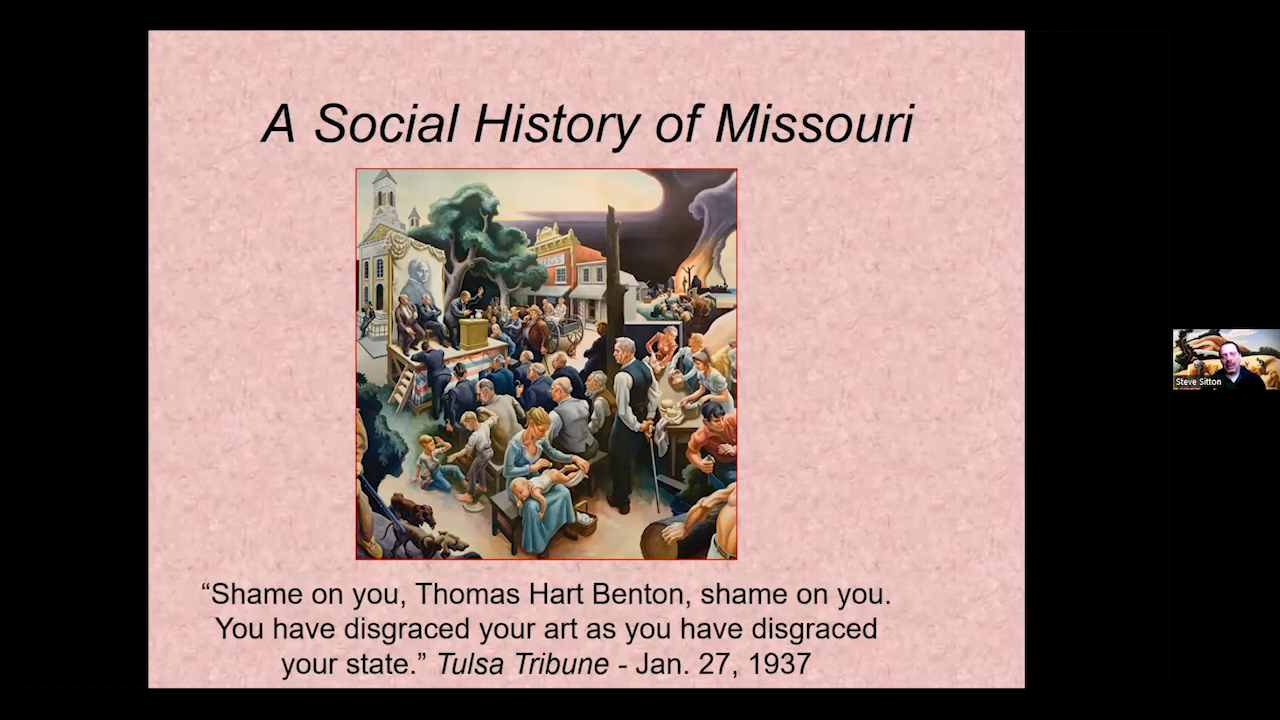 A Social History of Missouri
“Shame on you, Thomas Hart Benton, shame on you.
You have disgraced your art as you have disgraced
your state.” Tulsa Tribune - Jan. 27, 1937
Steve Sitton